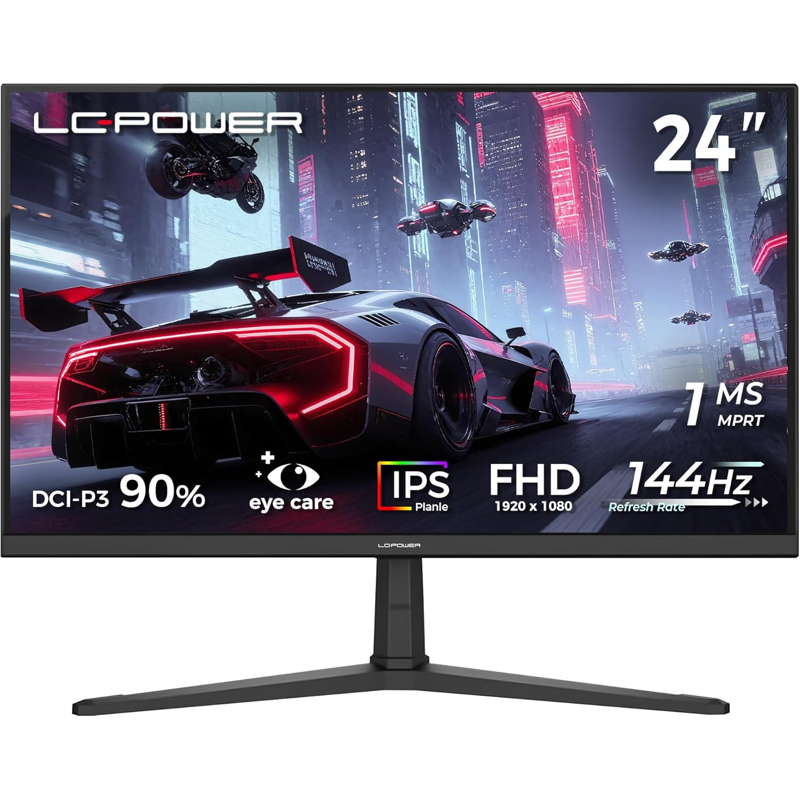 LC-POWER
24"
1 MS
MPRT
DCI-P3 90%
eye care
IPS
Planle
FHD
1920 x 1080
144Hz
Refresh Rate
LC-POWER